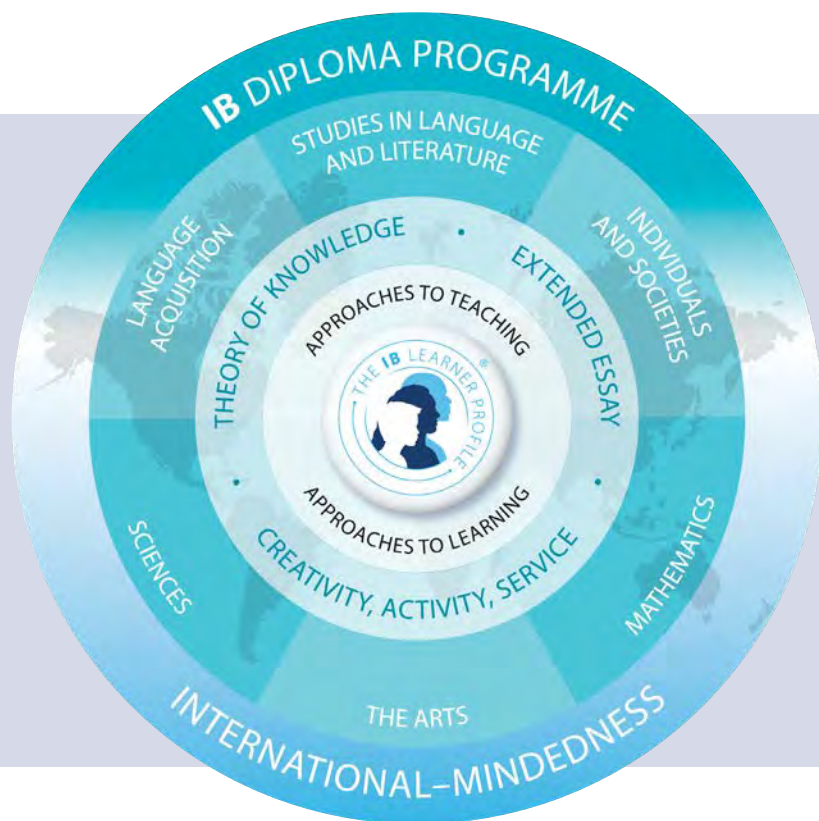 IB DIPLOMA PROGRAMME
STUDIES IN LANGUAGE
AND LITERATURE
LANGUAGE
ACQUISITION
INDIVIDUALS
AND SOCIETIES
THEORY OF KNOWLEDGE
•
EXTENDED ESSAY
APPROACHES TO TEACHING
• THE IB LEARNER PROFILE •
®
APPROACHES TO LEARNING
• CREATIVITY, ACTIVITY, SERVICE •
SCIENCES
MATHEMATICS
THE ARTS
INTERNATIONAL–MINDEDNESS